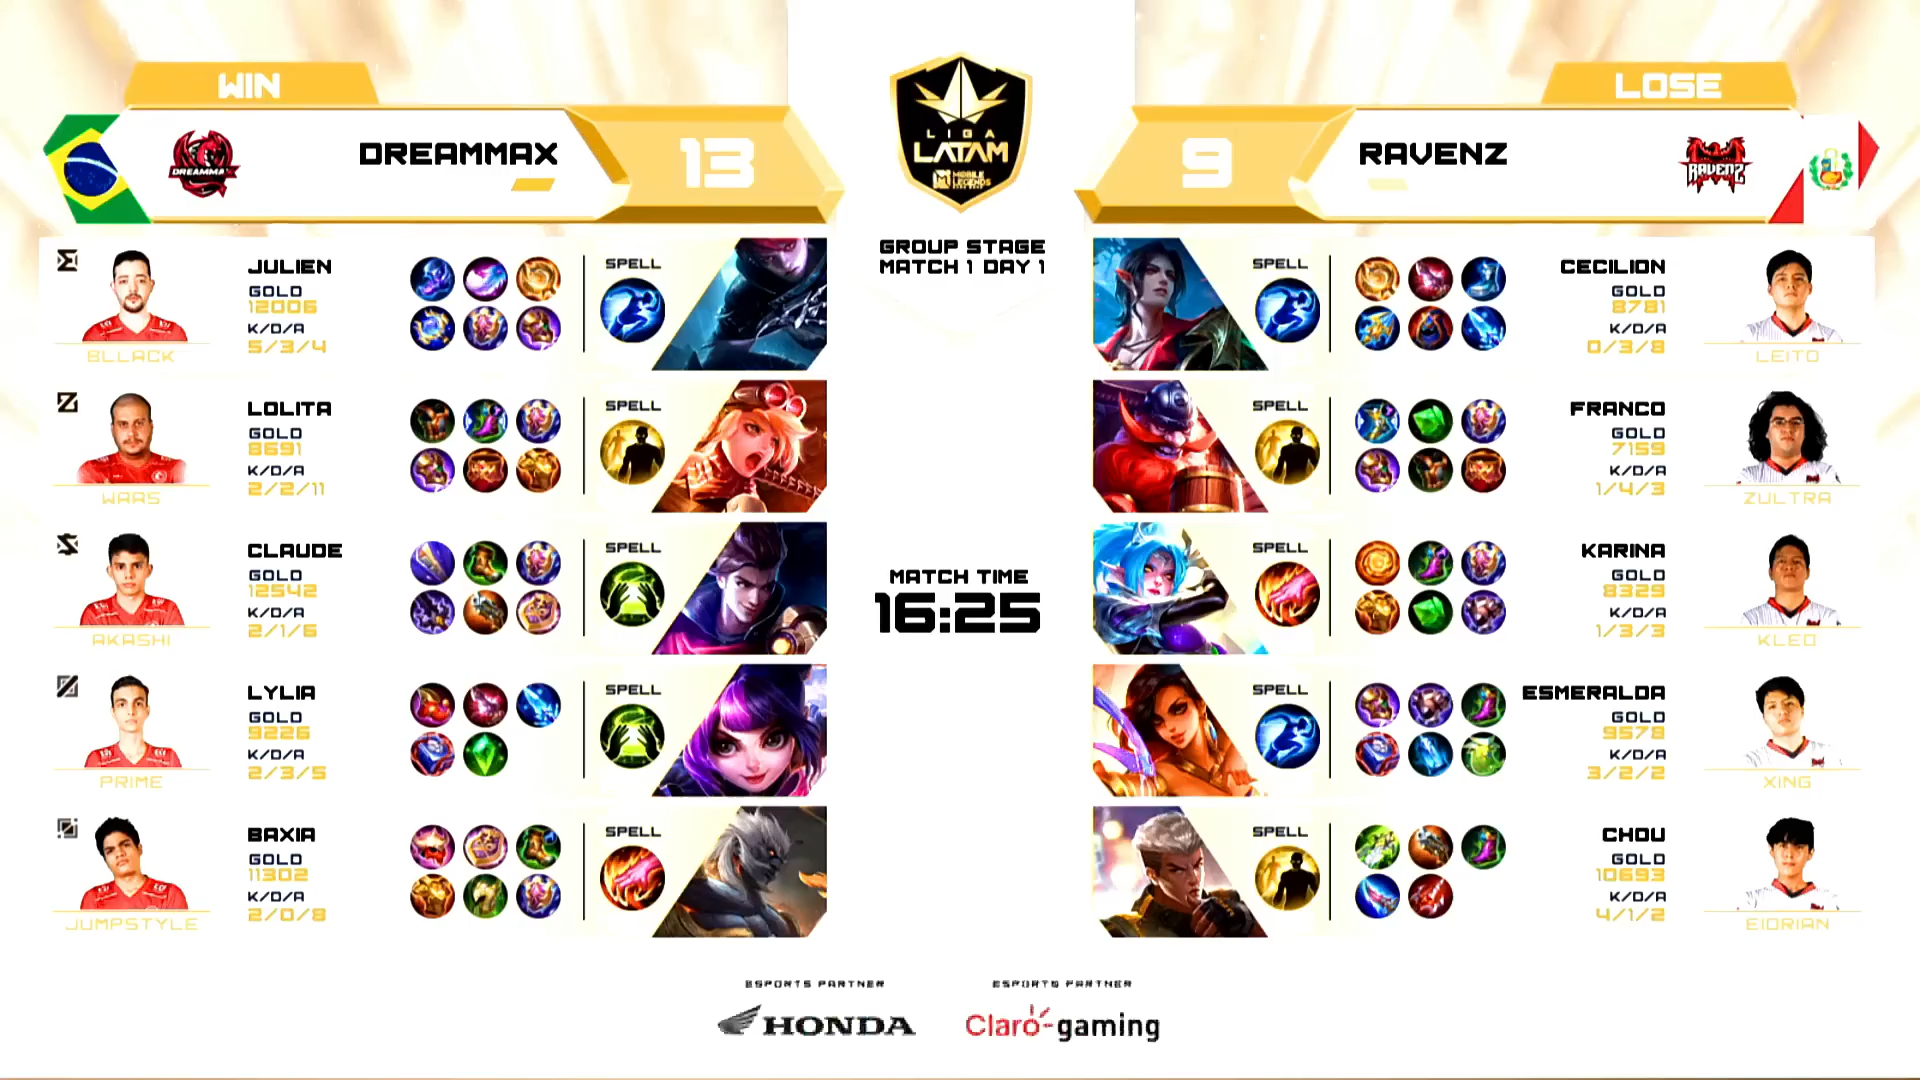 WIN
LOSE
DREAMMAX
DREAMMAX
13
LIGA
LATAM
MOBILE
LEGENDS
9
RAVENZ
RAVENZ
GROUP STAGE
MATCH 1 DAY 1
MATCH TIME
16:25
JULIEN
GOLD
12006
K/D/A
5/3/4
BLLACK
SPELL
LOLITA
GOLD
8691
K/D/A
2/2/11
WAAS
SPELL
CLAUDE
GOLD
12542
K/D/A
2/1/6
AKASHI
SPELL
LYLIA
GOLD
9226
K/D/A
2/3/5
PRIME
SPELL
BAXIA
GOLD
11302
K/D/A
2/0/8
JUMPSTYLE
SPELL
SPELL
CECILION
GOLD
8781
K/D/A
0/3/8
LEITO
SPELL
FRANCO
GOLD
7159
K/D/A
1/4/3
ZULTRA
SPELL
KARINA
GOLD
8329
K/D/A
1/3/3
KLEO
SPELL
ESMERALDA
GOLD
9578
K/D/A
3/2/2
XING
SPELL
CHOU
GOLD
10693
K/D/A
4/1/2
EIDRIAN
ESPORTS PARTNER
HONDA
ESPORTS PARTNER
Claro-gaming